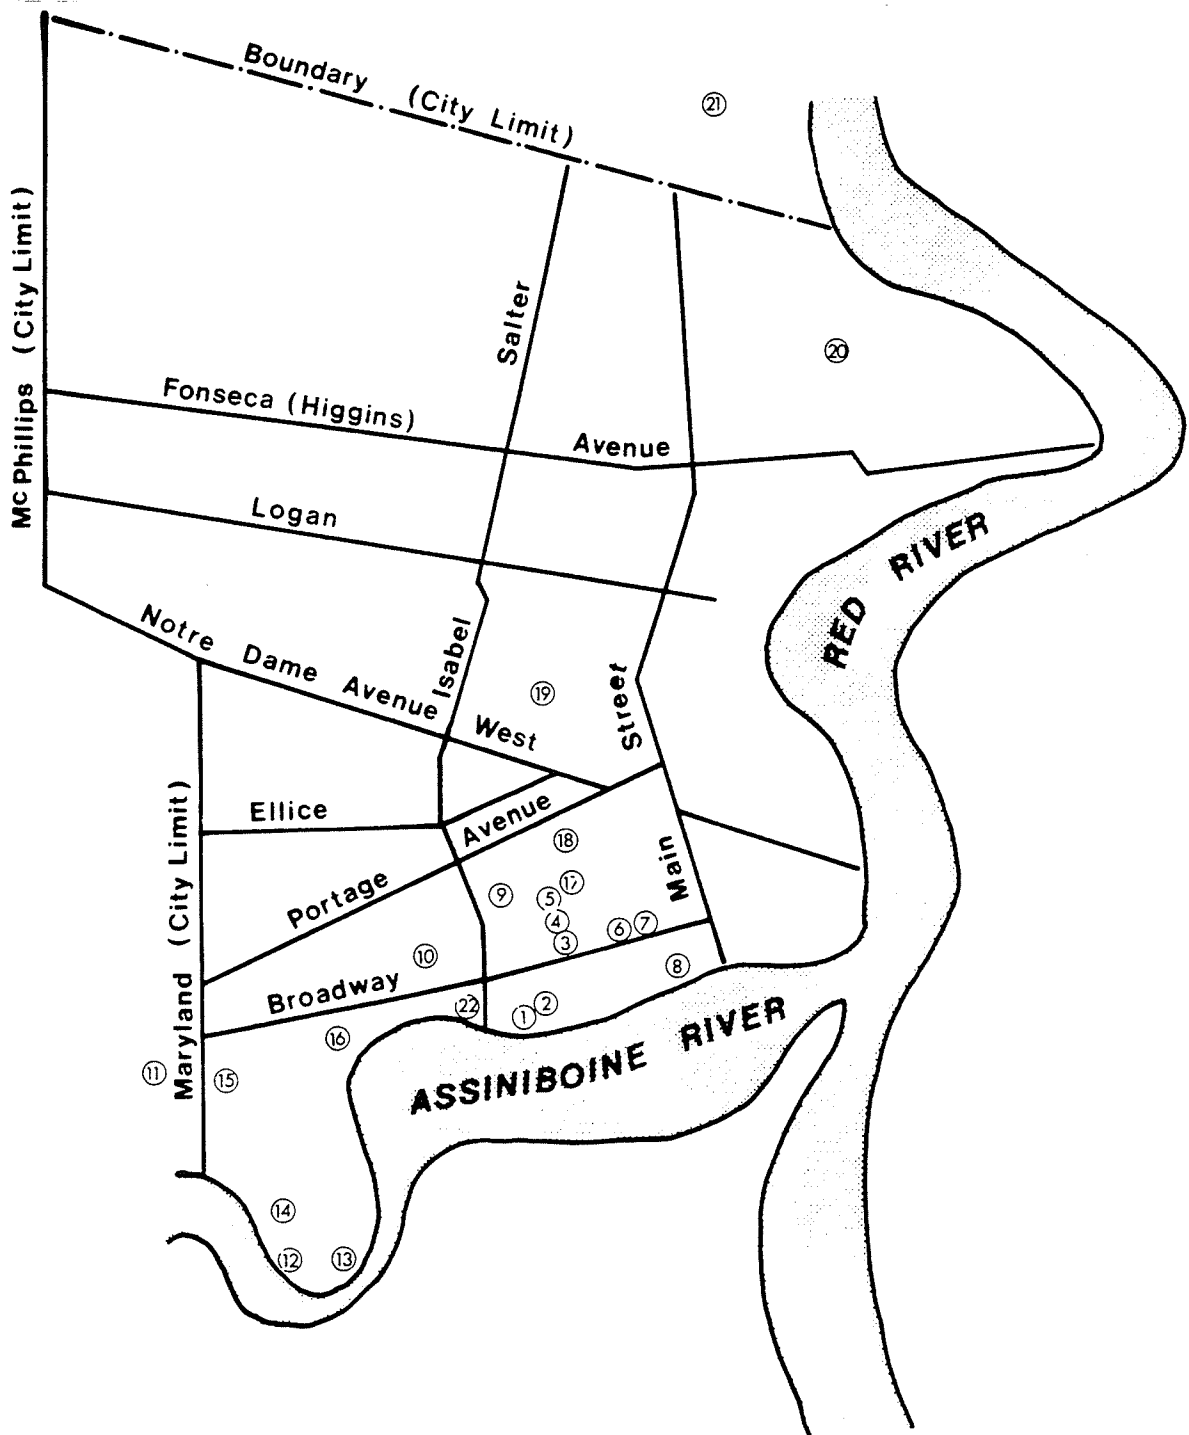 Boundary (City Limit)
21
McPhillips (City Limit)
Salter
20
Fonseca (Higgins) Avenue
Logan
RED RIVER
Notre Dame Avenue West
Isabel
19
Main Street
Ellice
Portage Avenue
18
Maryland (City Limit)
9
17
5
4
3
6
7
10
8
Broadway
22
1
2
16
11
15
ASSINIBOINE RIVER
14
12
13